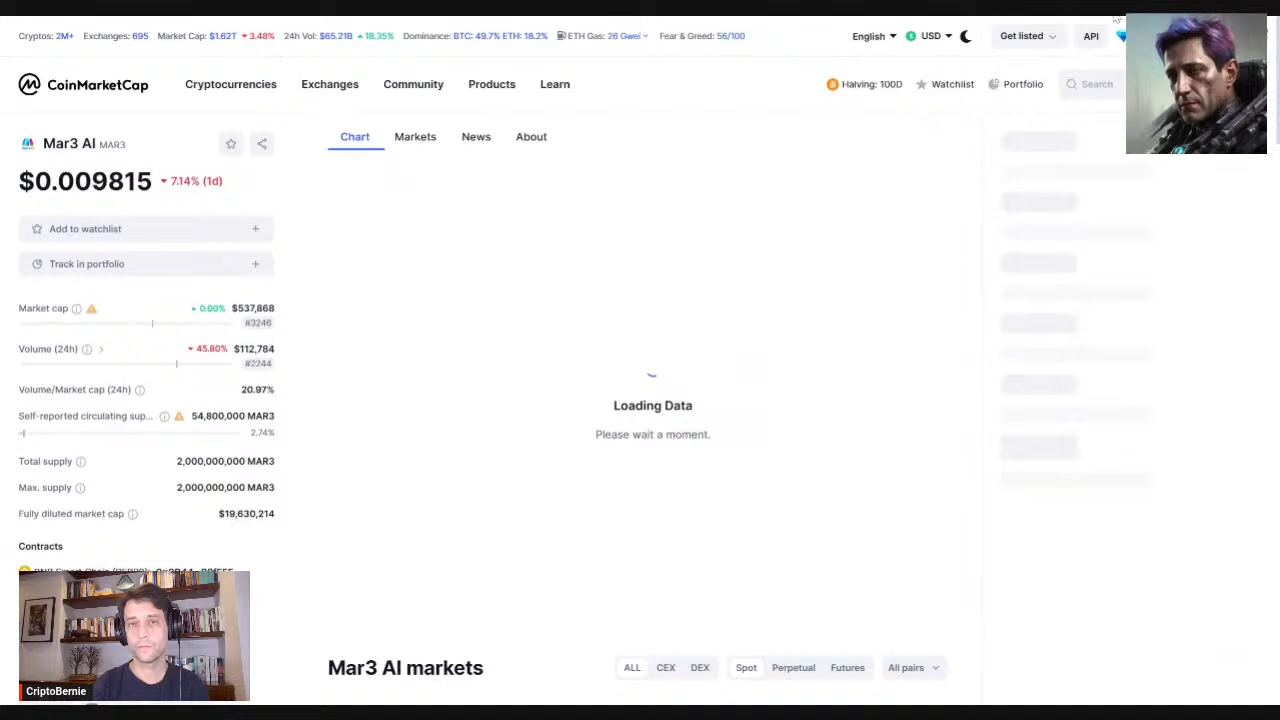 Cryptos: 2M+ Exchanges: 695 Market Cap: $1.62T 3.48% 24h Vol: $65.21B 18.35% Dominance: BTC: 49.7% ETH: 18.2% ETH Gas: 26 Gwei Fear & Greed: 56/100 English USD Get listed API
CoinMarketCap Cryptocurrencies Exchanges Community Products Learn Halving: 100D Watchlist Portfolio Search
Chart Markets News About
Mar3 AI MAR3
$0.009815 7.14% (1d)
Add to watchlist +
Track in portfolio +
Market cap 0.00% $537,868
#3246
Volume (24h) 45.80% $112,784
#2244
Volume/Market cap (24h) 20.97%
Self-reported circulating sup... 54,800,000 MAR3
2.74%
Total supply 2,000,000,000 MAR3
Max. supply 2,000,000,000 MAR3
Fully diluted market cap $19,630,214
Contracts
Loading Data
Please wait a moment.
Mar3 AI markets ALL CEX DEX Spot Perpetual Futures All pairs
CriptoBernie